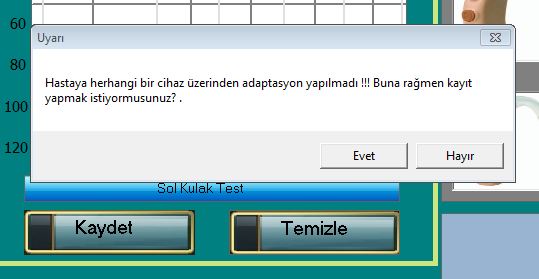 60
Uyarı
80
Hastaya herhangi bir cihaz üzerinden adaptasyon yapılmadı !!! Buna rağmen kayıt
yapmak istiyormusunuz? .
100
120
Evet
Hayır
Sol Kulak Test
Kaydet
Temizle